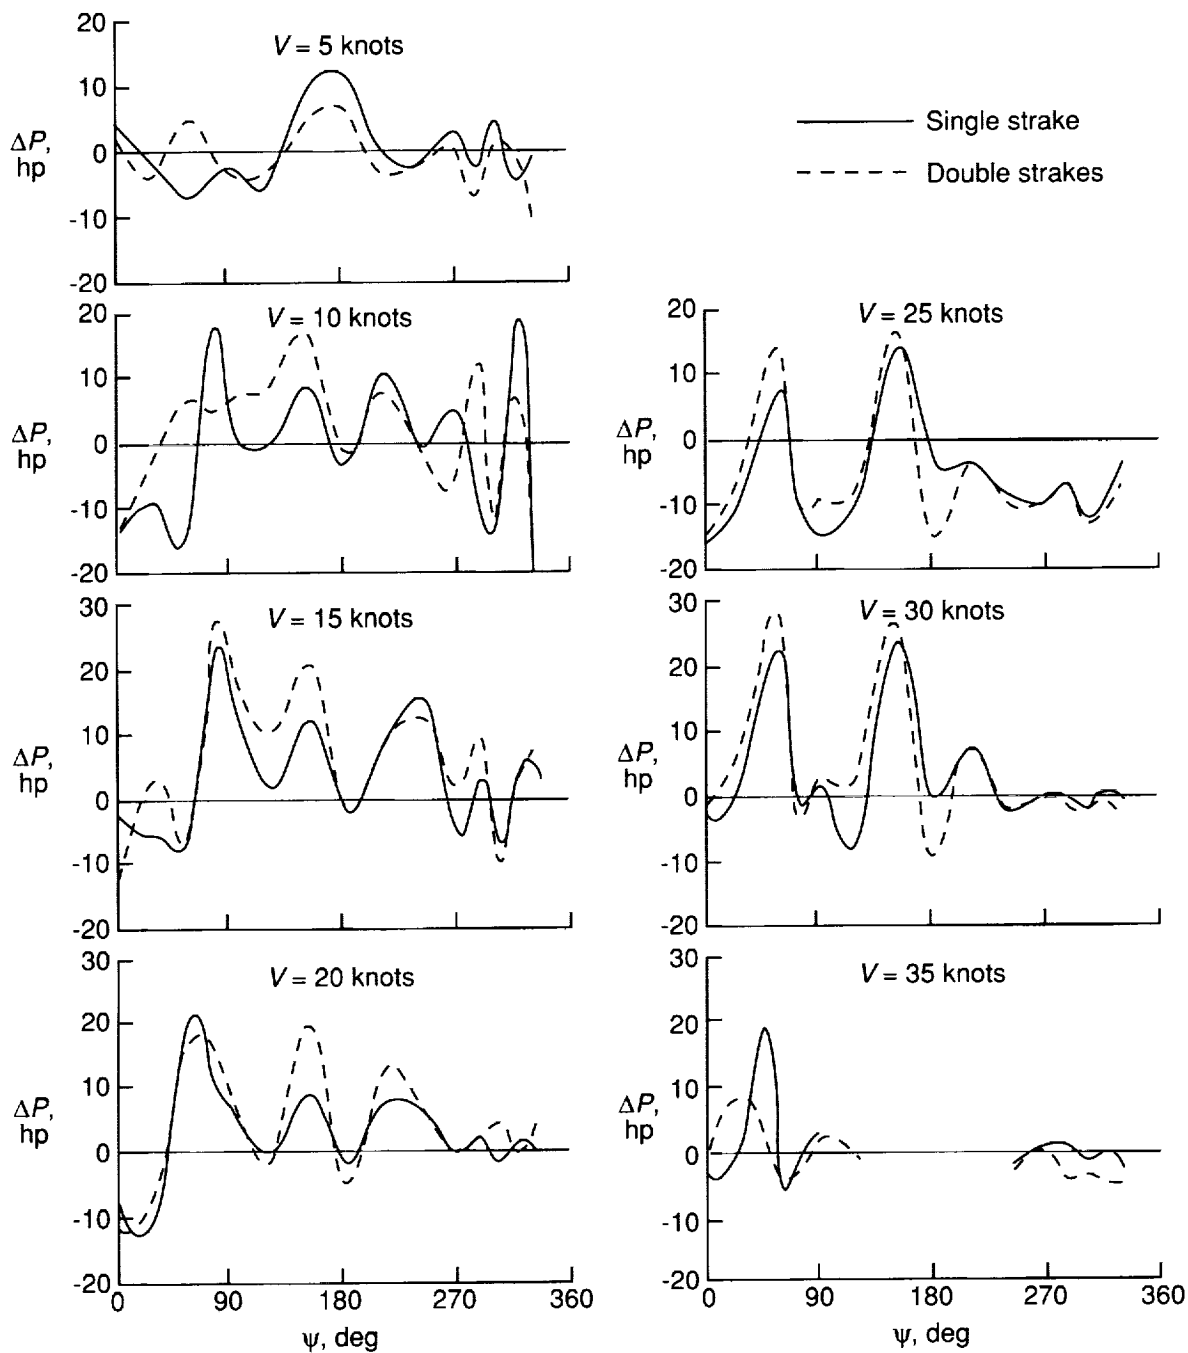 V = 5 knots
20
10
0
-10
-20
ΔP,
hp
Single strake
Double strakes
V = 10 knots
20
10
0
-10
-20
ΔP,
hp
V = 25 knots
20
10
0
-10
-20
ΔP,
hp
V = 15 knots
30
20
10
0
-10
-20
ΔP,
hp
V = 30 knots
30
20
10
0
-10
-20
ΔP,
hp
V = 20 knots
30
20
10
0
-10
-20
ΔP,
hp
0 90 180 270 360
ψ, deg
V = 35 knots
30
20
10
0
-10
-20
ΔP,
hp
0 90 180 270 360
ψ, deg